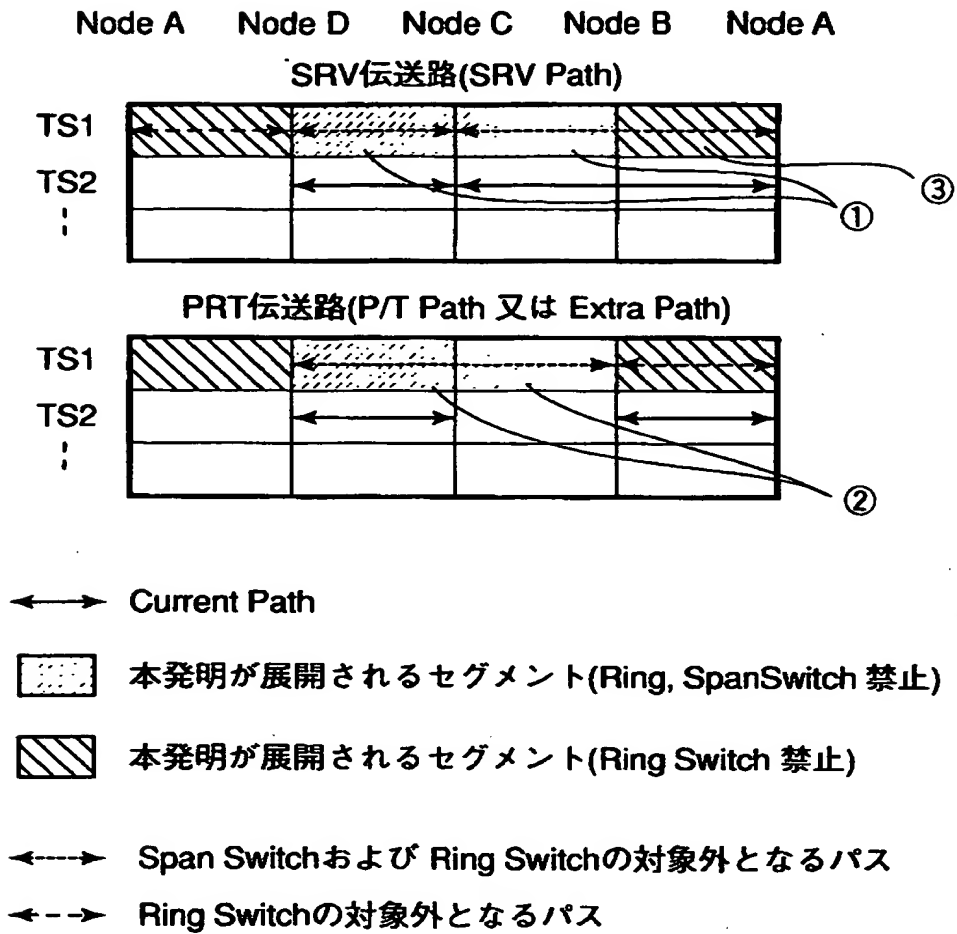 Node A Node D Node C Node B Node A
SRV伝送路(SRV Path)
TS1
TS2
③
①
PRT伝送路(P/T Path 又は Extra Path)
TS1
TS2
②
Current Path
本発明が展開されるセグメント(Ring, SpanSwitch 禁止)
本発明が展開されるセグメント(Ring Switch 禁止)
Span Switchおよび Ring Switchの対象外となるパス
Ring Switchの対象外となるパス